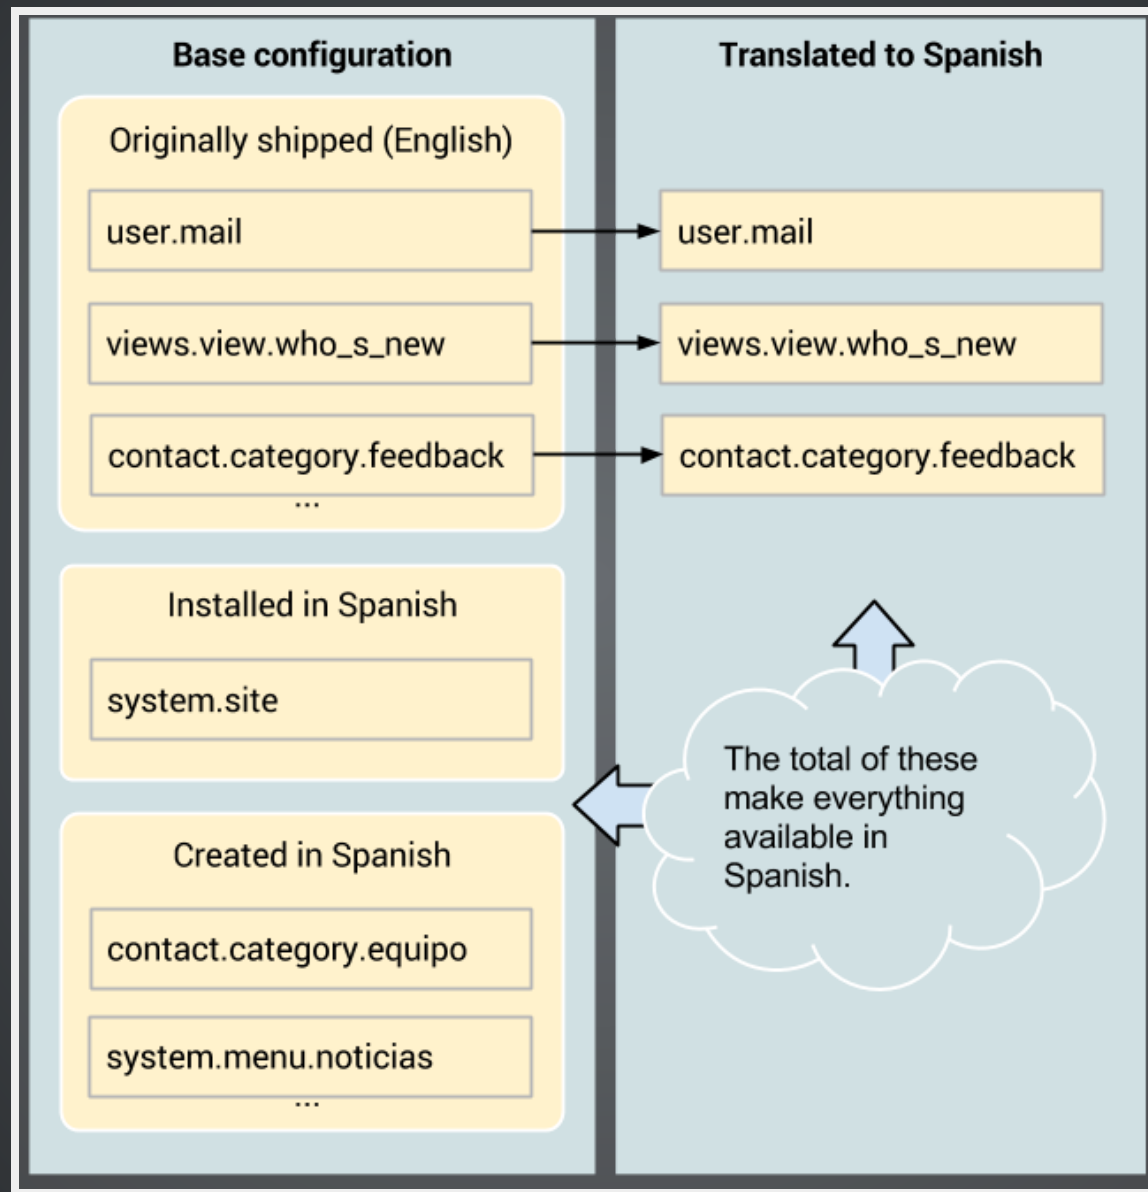 Base configuration
Originally shipped (English)
user.mail
views.view.who_s_new
contact.category.feedback
...
Installed in Spanish
system.site
Created in Spanish
contact.category.equipo
system.menu.noticias
...
Translated to Spanish
user.mail
views.view.who_s_new
contact.category.feedback
The total of these
make everything
available in
Spanish.